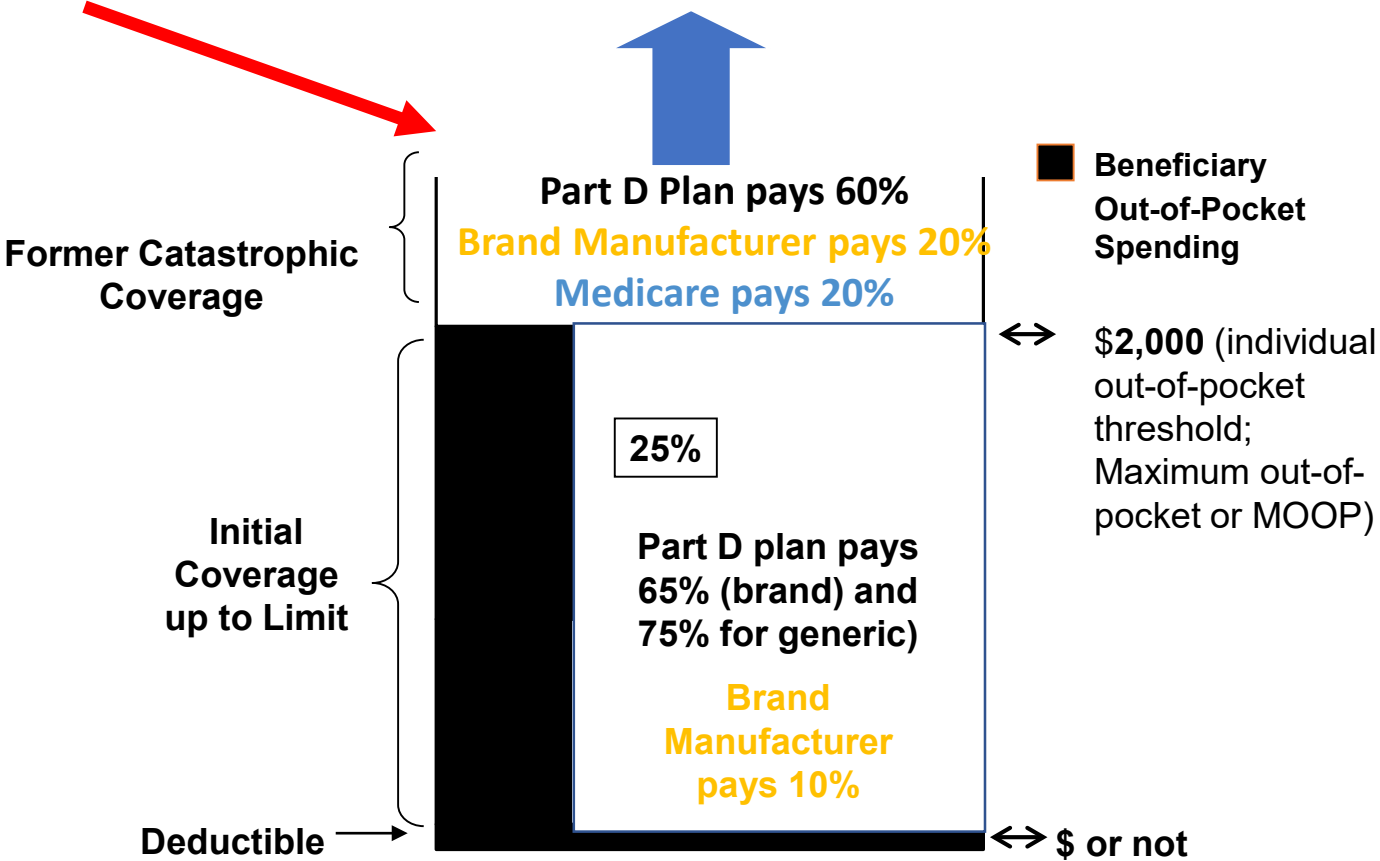 Part D Plan pays 60%
Brand Manufacturer pays 20%
Medicare pays 20%
Beneficiary
Out-of-Pocket
Spending
Former Catastrophic
Coverage
$2,000 (individual
out-of-pocket
threshold;
Maximum out-of-
pocket or MOOP)
25%
Initial
Coverage
up to Limit
Part D plan pays
65% (brand) and
75% for generic)
Brand
Manufacturer
pays 10%
Deductible
$ or not